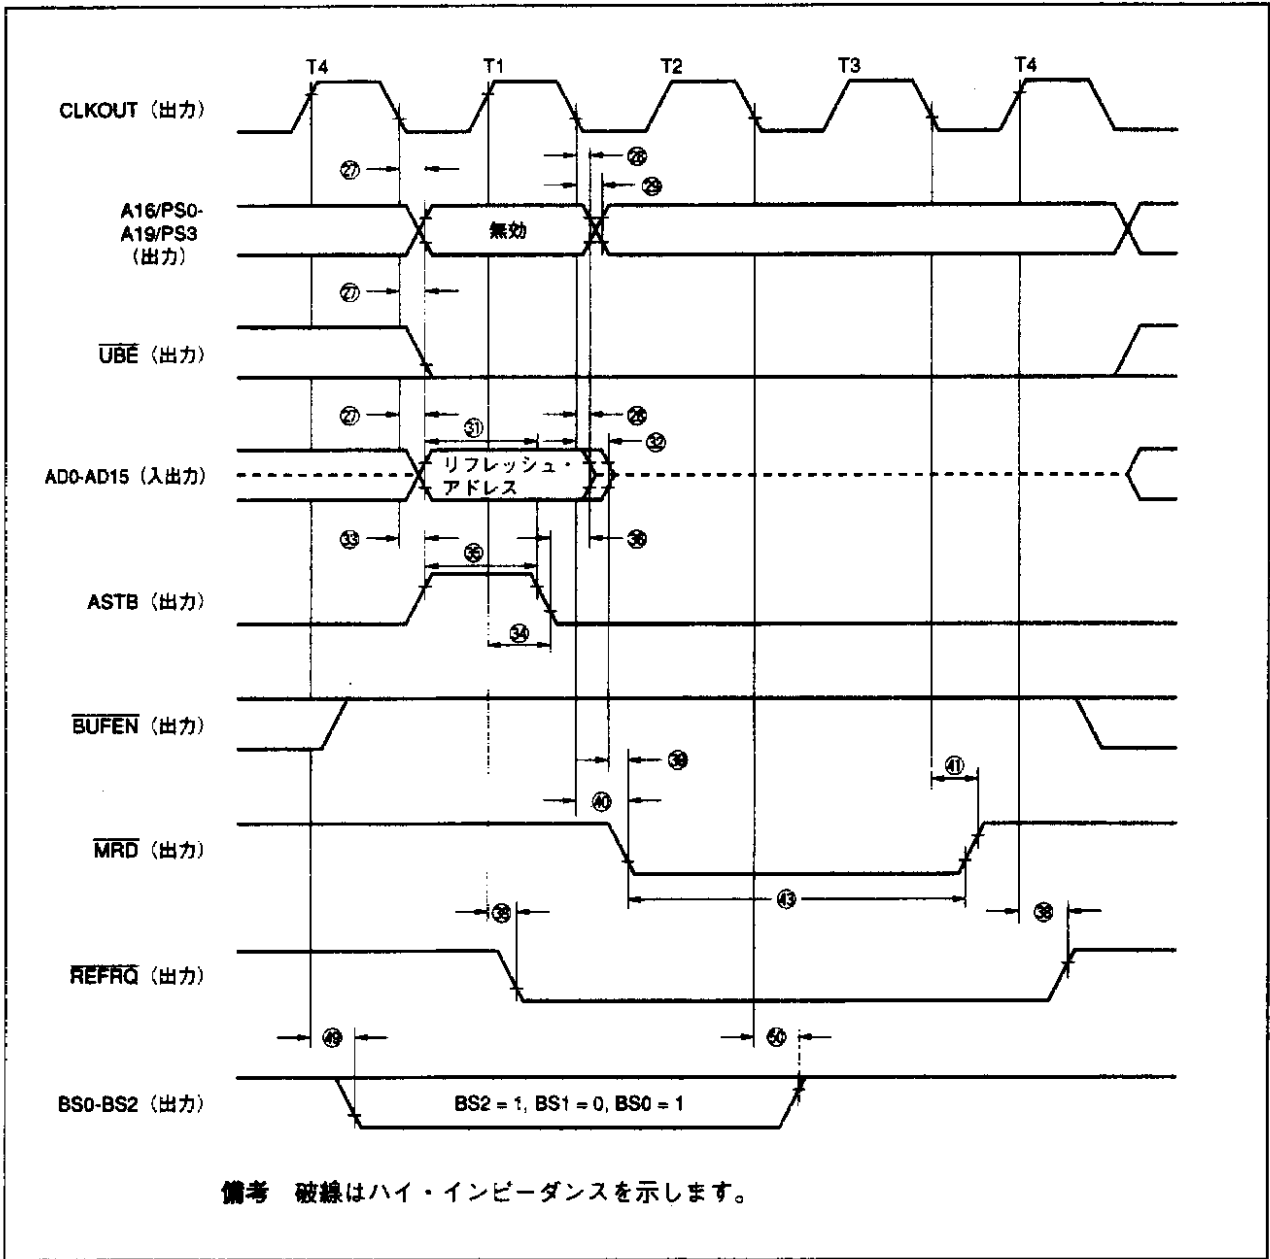 T4 T1 T2 T3 T4
CLKOUT（出力）
㉘
㉗
㉙
A16/PS0-
A19/PS3
（出力）
無効
㉗
UBE（出力）
㉗ ㉘
㉛ ㉜
AD0-AD15（入出力）
リフレッシュ・
アドレス
㉝ ㊱
㉟
ASTB（出力）
㉞
BUFEN（出力）
㊴
㊵ ㊶
MRD（出力）
㊸
㊳ ㊳
REFRQ（出力）
㊾ ㊿
BS0-BS2（出力）
BS2 = 1, BS1 = 0, BS0 = 1
備考 破線はハイ・インピーダンスを示します。